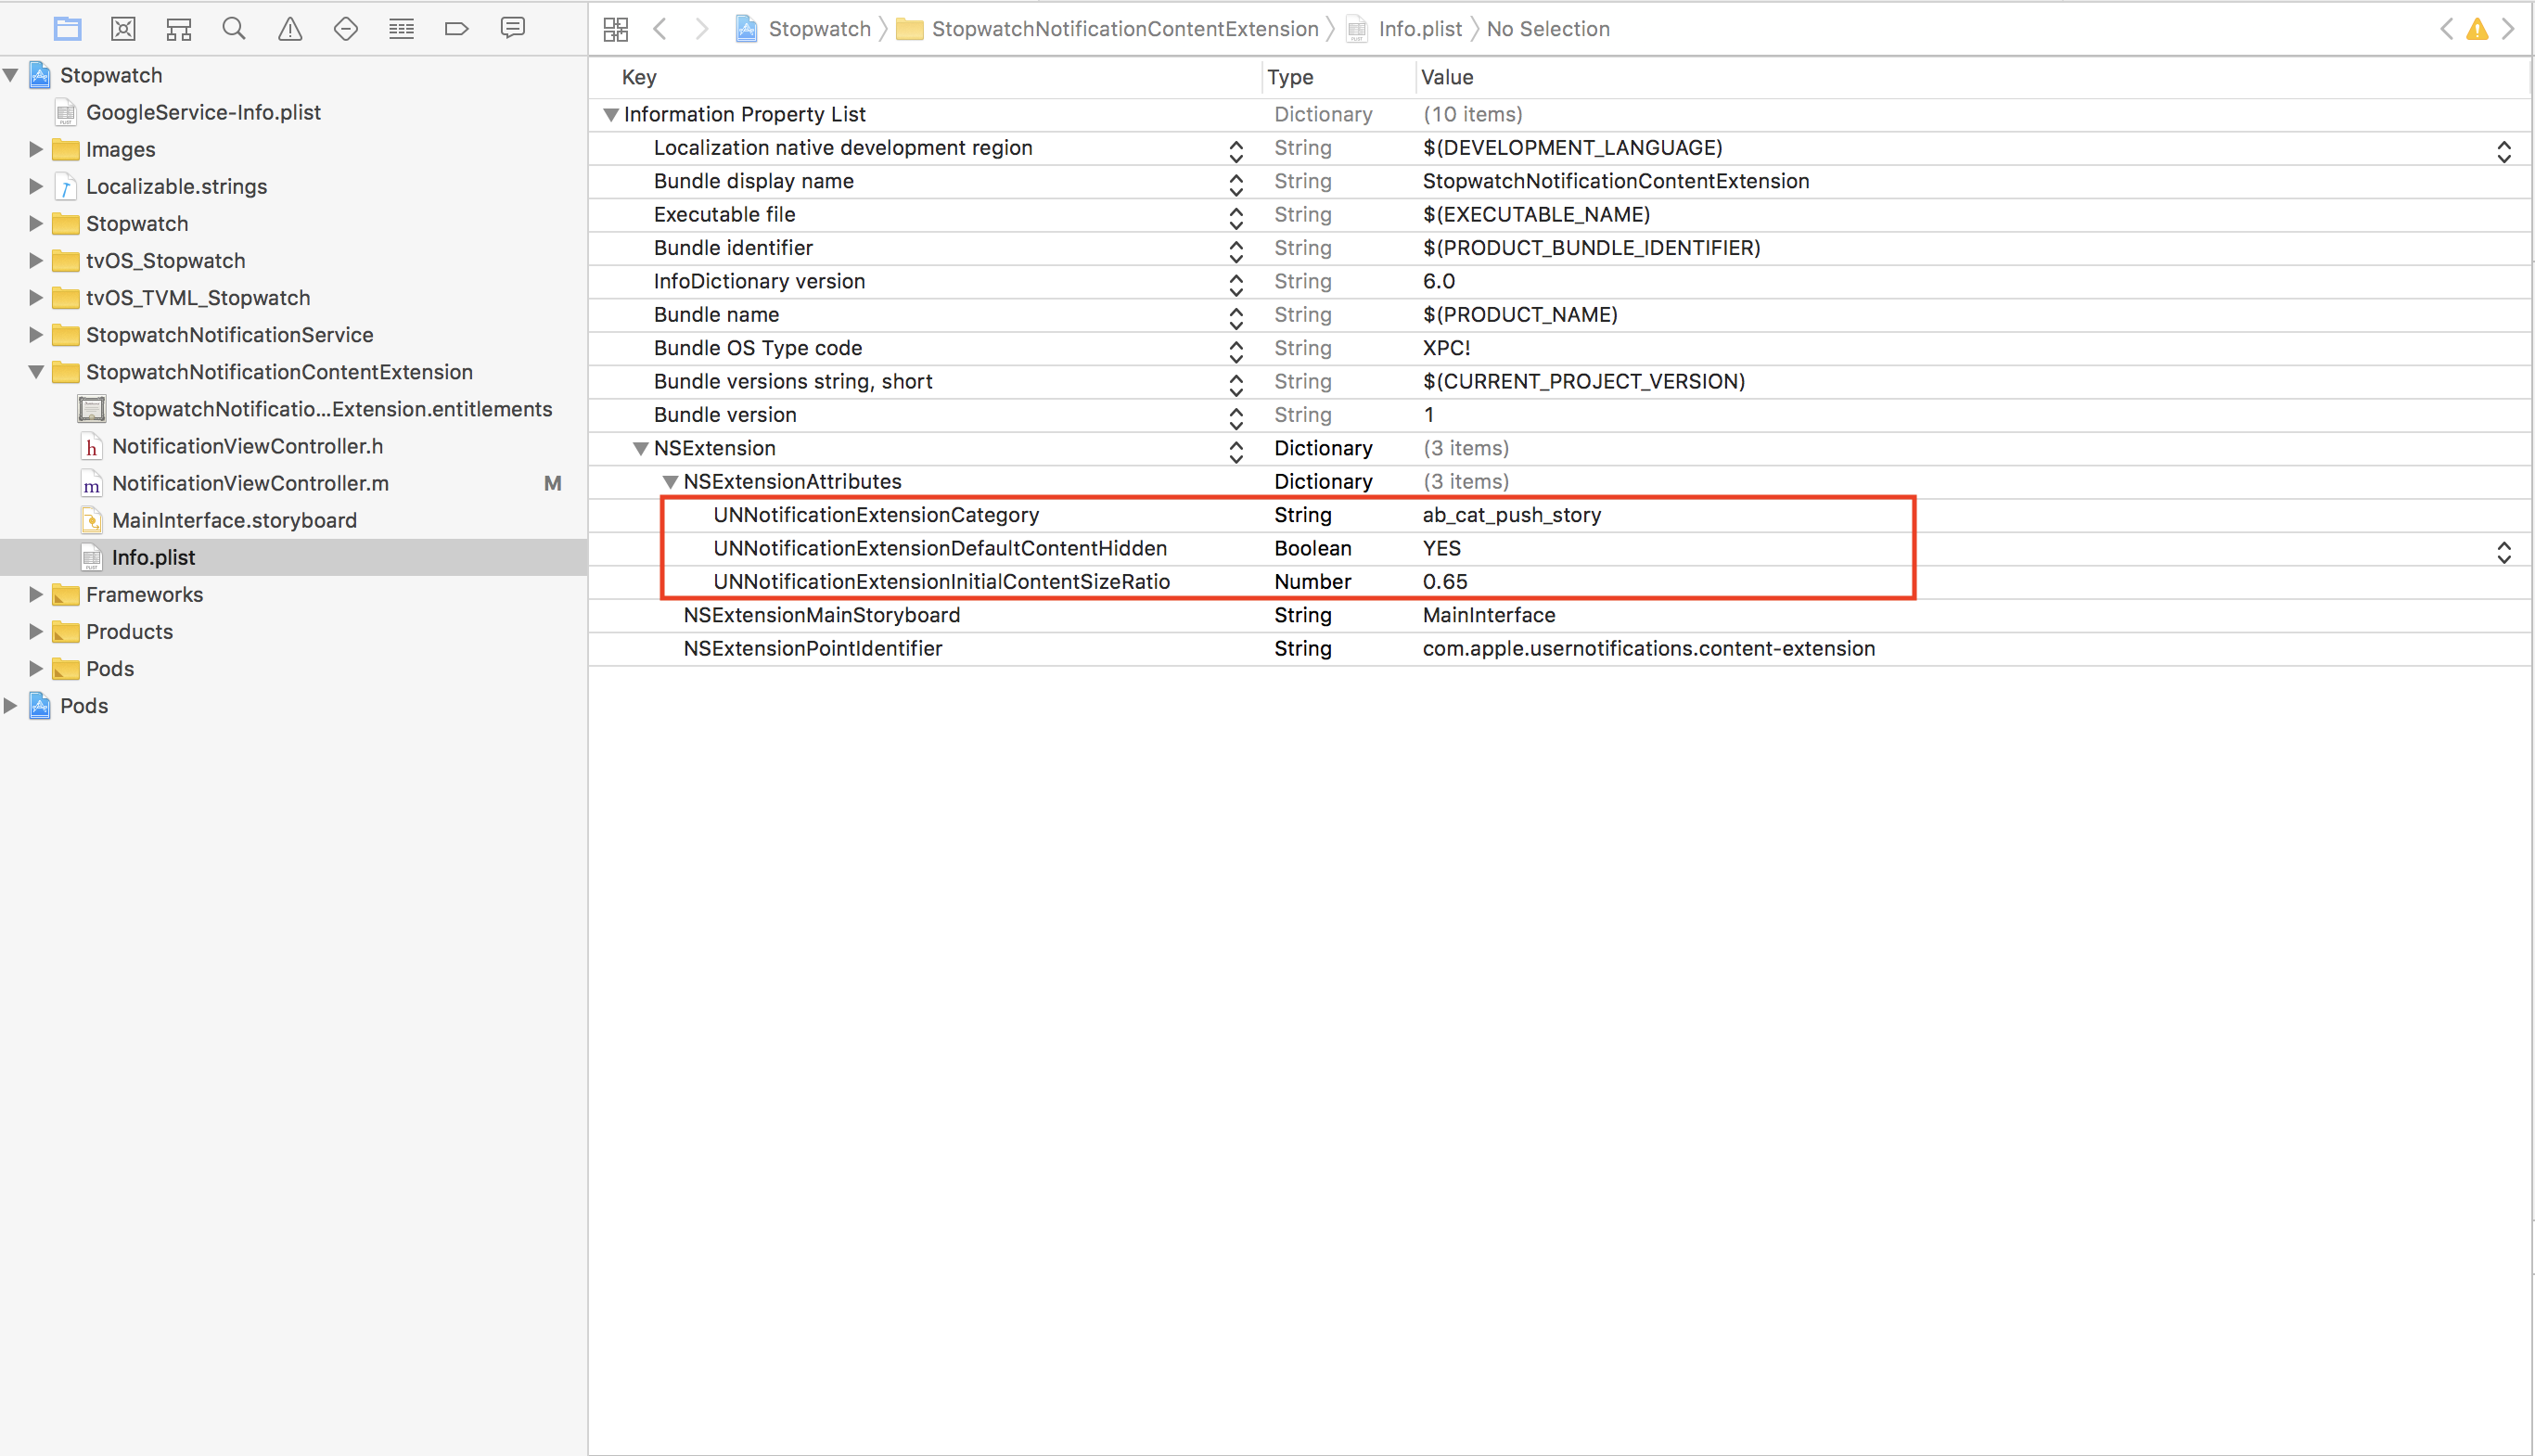 Stopwatch
GoogleService-Info.plist
Images
Localizable.strings
Stopwatch
tvOS_Stopwatch
tvOS_TVML_Stopwatch
StopwatchNotificationService
StopwatchNotificationContentExtension
StopwatchNotificatio...Extension.entitlements
h NotificationViewController.h
m NotificationViewController.m M
MainInterface.storyboard
Info.plist
Frameworks
Products
Pods
Pods
Stopwatch StopwatchNotificationContentExtension Info.plist No Selection
Key Type Value
Information Property List Dictionary (10 items)
Localization native development region String $(DEVELOPMENT_LANGUAGE)
Bundle display name String StopwatchNotificationContentExtension
Executable file String $(EXECUTABLE_NAME)
Bundle identifier String $(PRODUCT_BUNDLE_IDENTIFIER)
InfoDictionary version String 6.0
Bundle name String $(PRODUCT_NAME)
Bundle OS Type code String XPC!
Bundle versions string, short String $(CURRENT_PROJECT_VERSION)
Bundle version String 1
NSExtension Dictionary (3 items)
NSExtensionAttributes Dictionary (3 items)
UNNotificationExtensionCategory String ab_cat_push_story
UNNotificationExtensionDefaultContentHidden Boolean YES
UNNotificationExtensionInitialContentSizeRatio Number 0.65
NSExtensionMainStoryboard String MainInterface
NSExtensionPointIdentifier String com.apple.usernotifications.content-extension